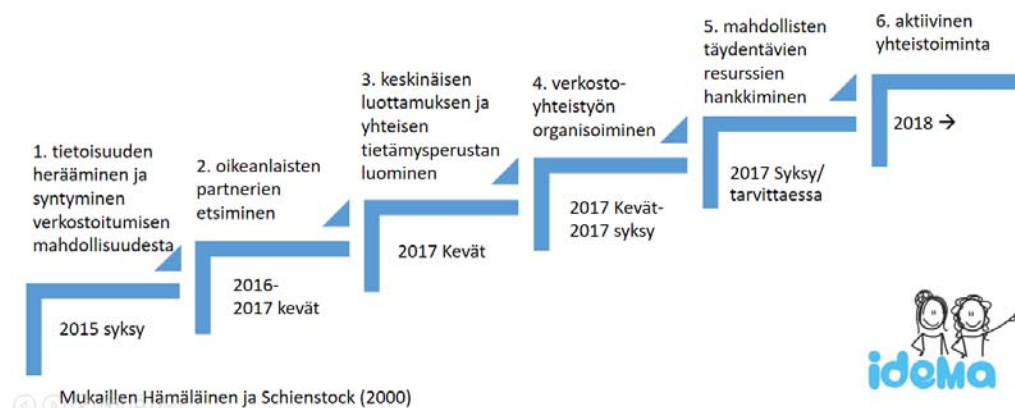 1. tietoisuuden
herääminen ja
syntyminen
verkostoitumisen
mahdollisuudesta
2015 syksy
2. oikeanlaisten
partnerien
etsiminen
2016-
2017 kevät
3. keskinäisen
luottamuksen ja
yhteisen
tietämysperustan
luominen
2017 Kevät
4. verkosto-
yhteistyön
organisoiminen
2017 Kevät-
2017 syksy
5. mahdollisten
täydentävien
resurssien
hankkiminen
2017 Syksy/
tarvittaessa
6. aktiivinen
yhteistoiminta
2018 →
idema
Mukaillen Hämäläinen ja Schienstock (2000)